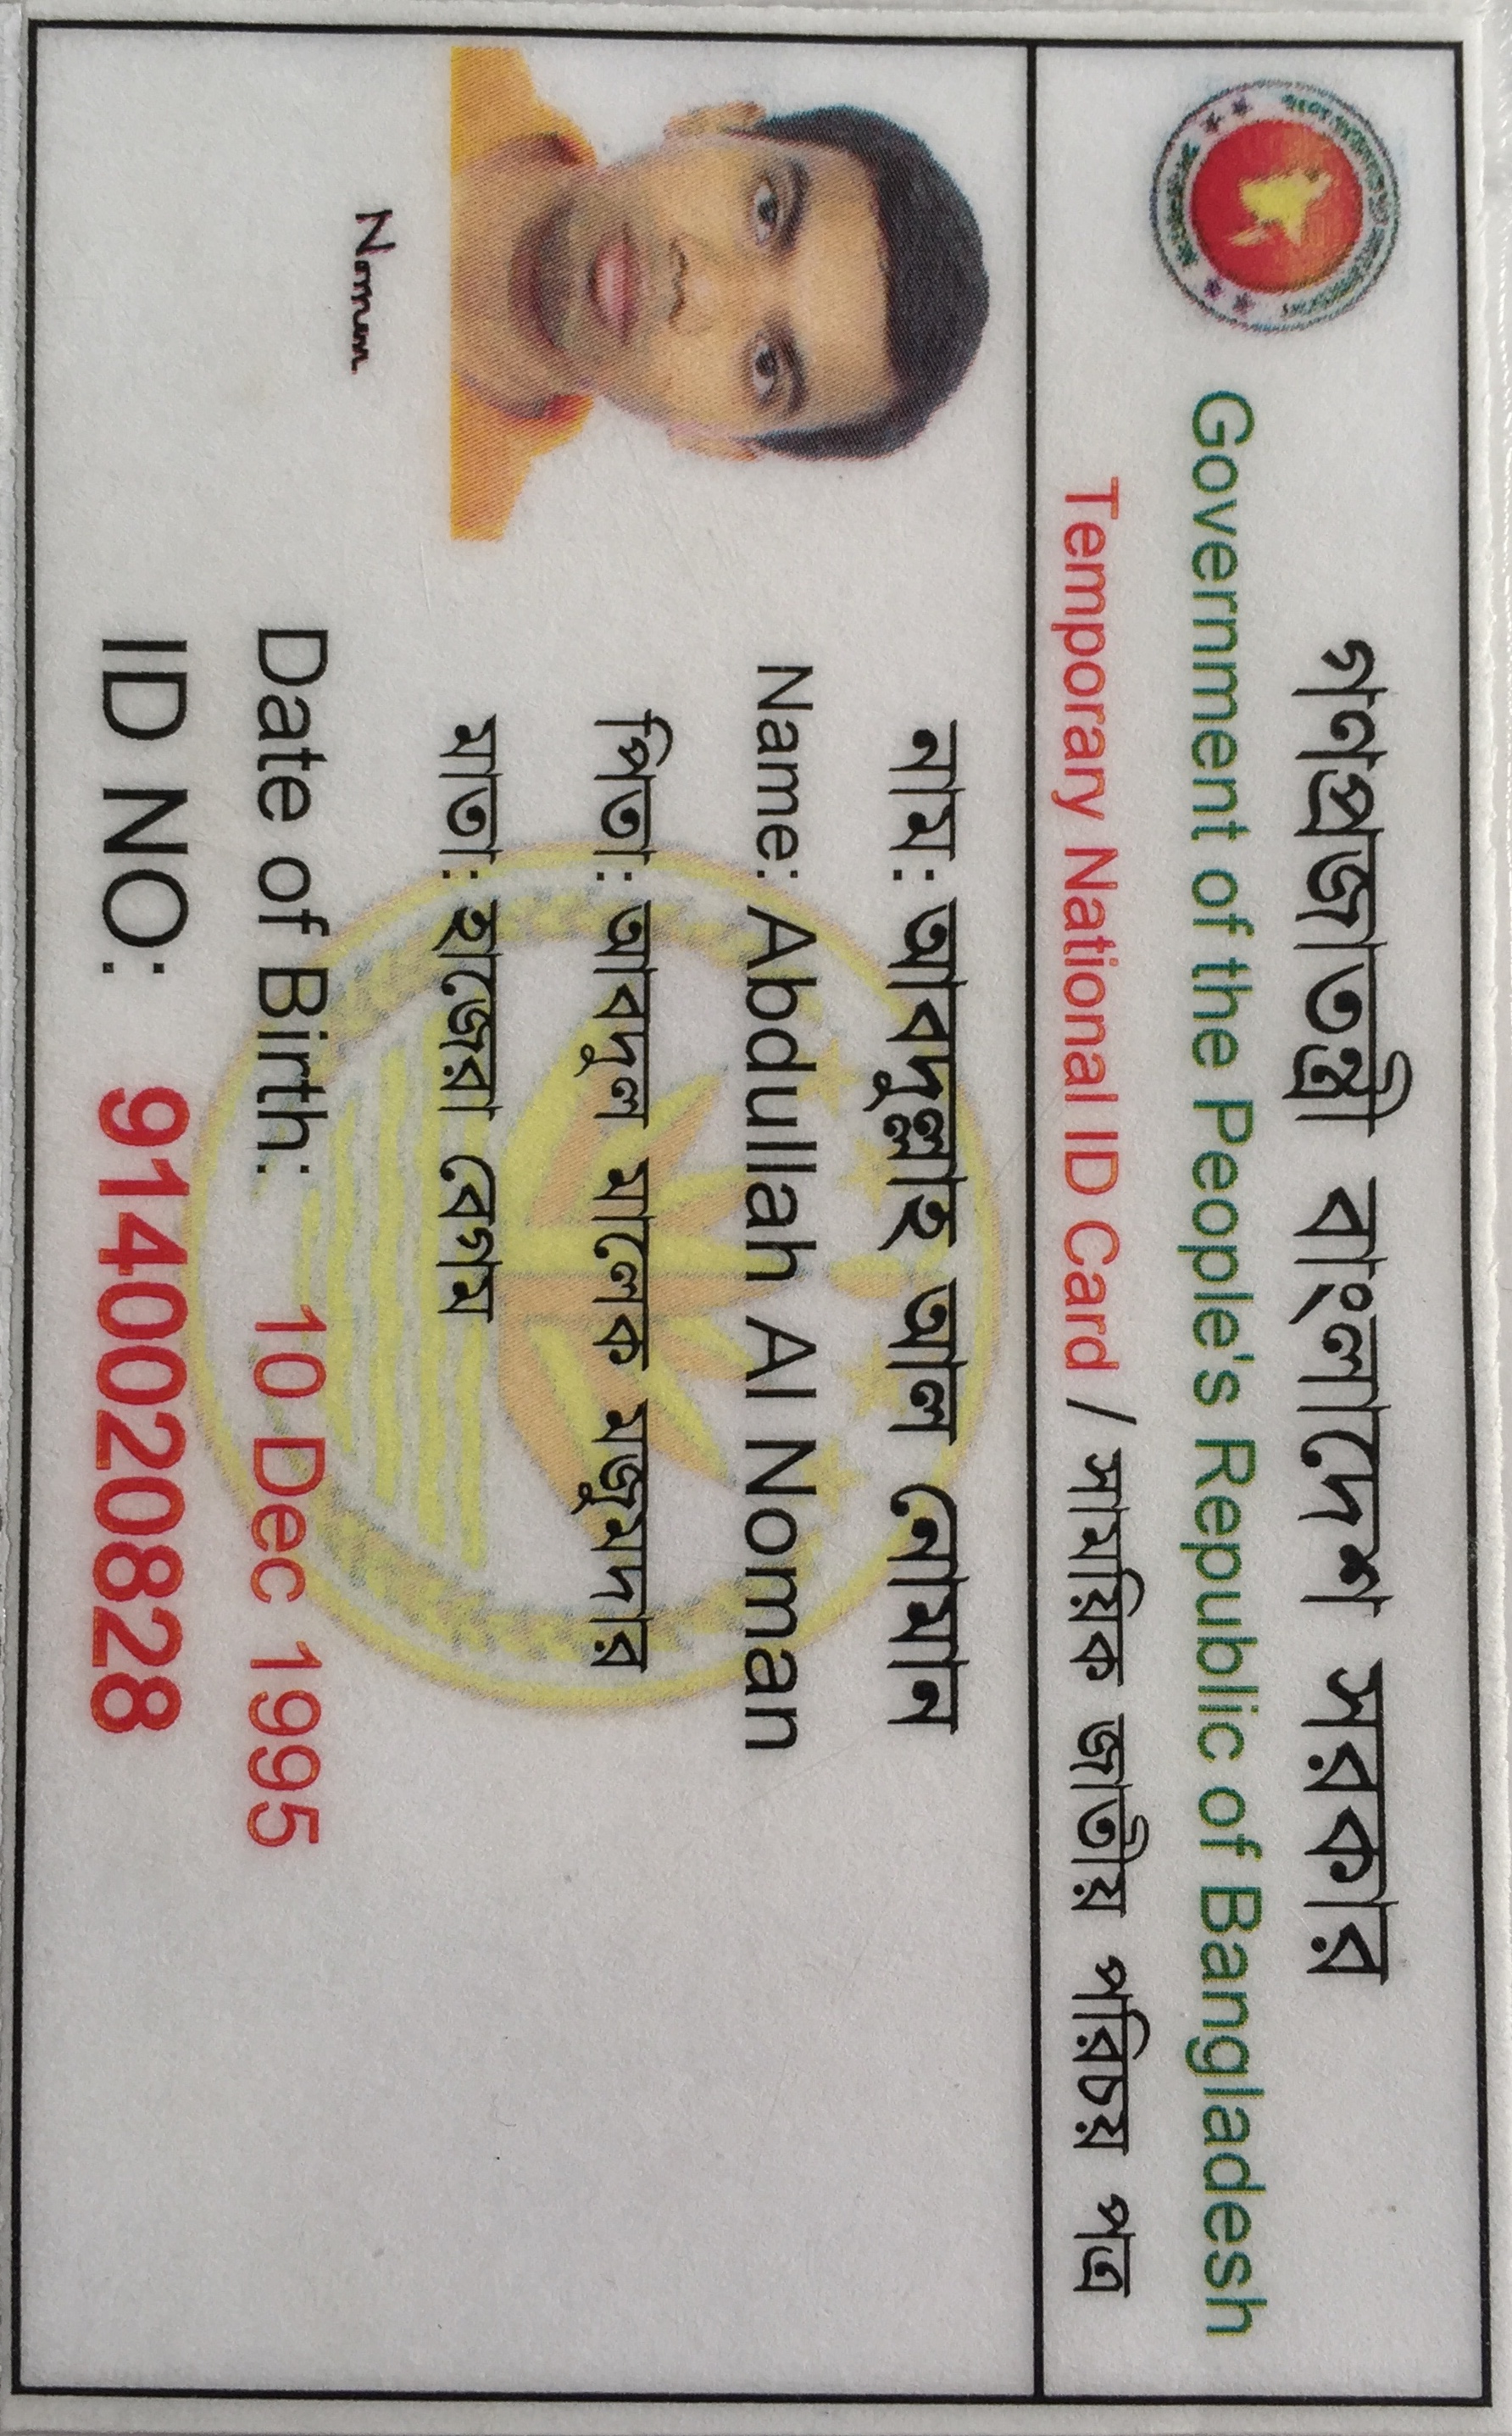 গণপ্রজাতন্ত্রী বাংলাদেশ সরকার
Government of the People's Republic of Bangladesh
Temporary National ID Card / সাময়িক জাতীয় পরিচয় পত্র
নাম: আবদুল্লাহ আল নোমান
Name: Abdullah Al Noman
পিতা: আবদুল মালেক মজুমদার
মাতা: হাজেরা বেগম
Noman
Date of Birth: 10 Dec 1995
ID NO: 9140020828